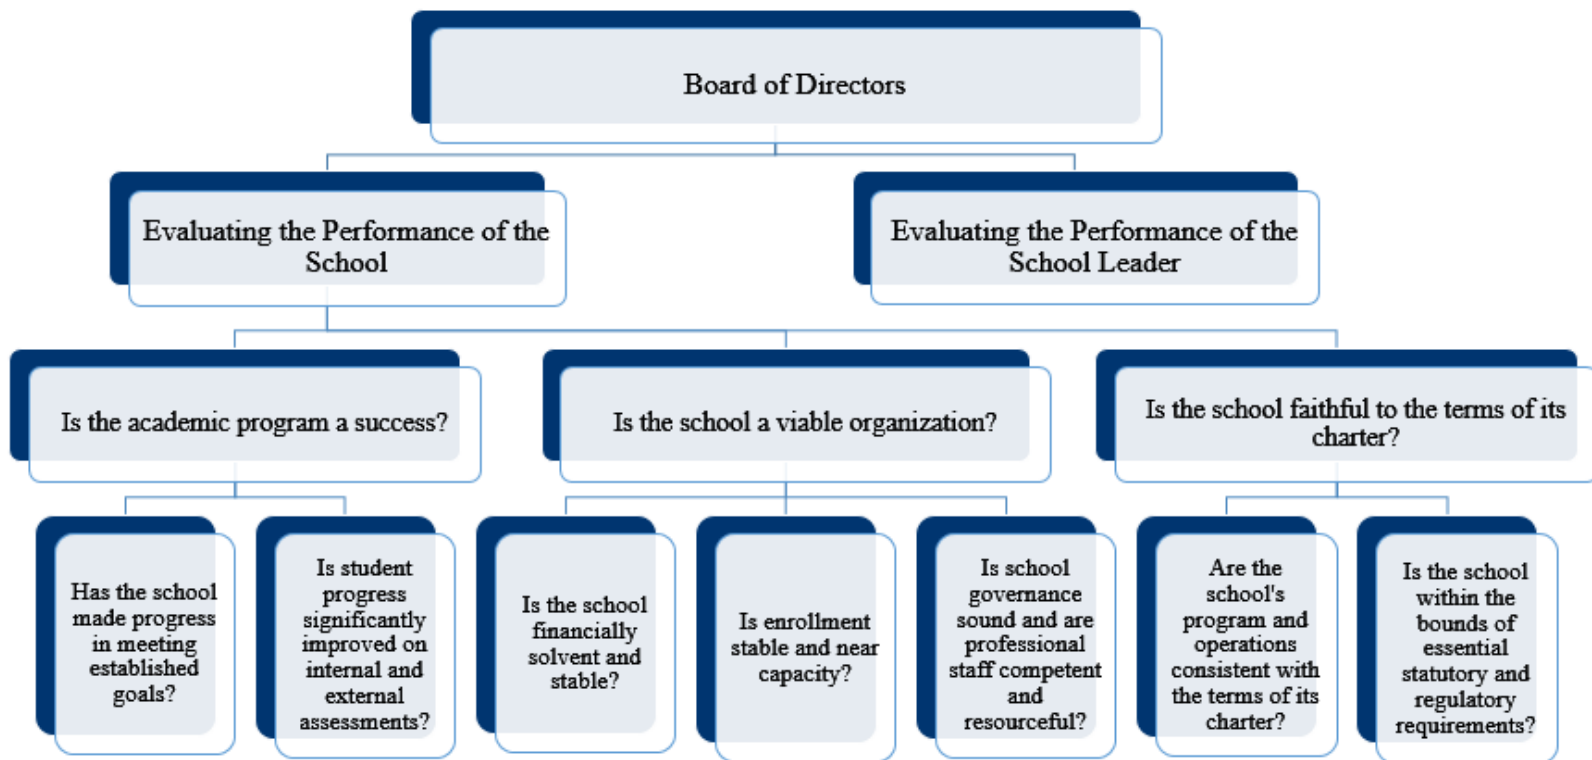 Board of Directors
Evaluating the Performance of the
School
Evaluating the Performance of the
School Leader
Is the academic program a success?
Is the school a viable organization?
Is the school faithful to the terms of its
charter?
Has the school
made progress
in meeting
established
goals?
Is student
progress
significantly
improved on
internal and
external
assessments?
Is the school
financially
solvent and
stable?
Is enrollment
stable and near
capacity?
Is school
governance
sound and are
professional
staff competent
and
resourceful?
Are the
school's
program and
operations
consistent with
the terms of its
charter?
Is the school
within the
bounds of
essential
statutory and
regulatory
requirements?